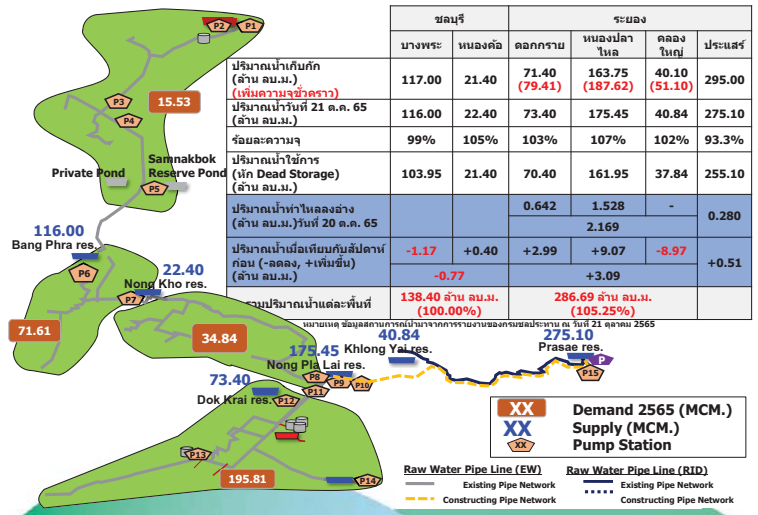 ชลบุรี ระยอง
บางพระ หนองค้อ ดอกกราย หนองปลา คลอง ประแสร์
ไหล ใหญ่
ปริมาณน้ำเก็บกัก
(ล้าน ลบ.ม.)
(เพิ่มความจุชั่วคราว)
117.00 21.40 71.40 163.75 40.10 295.00
(79.41) (187.62) (51.10)
ปริมาณน้ำวันที่ 21 ต.ค. 65
(ล้าน ลบ.ม.)
116.00 22.40 73.40 175.45 40.84 275.10
ร้อยละความจุ 99% 105% 103% 107% 102% 93.3%
ปริมาณน้ำใช้การ
(หัก Dead Storage)
(ล้าน ลบ.ม.)
103.95 21.40 70.40 161.95 37.84 255.10
ปริมาณน้ำท่าไหลลงอ่าง
(ล้าน ลบ.ม.)วันที่ 20 ต.ค. 65
0.642 1.528 - 0.280
2.169
ปริมาณน้ำเมื่อเทียบกับสัปดาห์
ก่อน (-ลดลง, +เพิ่มขึ้น)
(ล้าน ลบ.ม.)
-1.17 +0.40 +2.99 +9.07 -8.97 +0.51
-0.77 +3.09
รวมปริมาณน้ำแต่ละพื้นที่ 138.40 ล้าน ลบ.ม. 286.69 ล้าน ลบ.ม.
(100.00%) (105.25%)
หมายเหตุ ข้อมูลสถานการณ์น้ำมาจากการรายงานของกรมชลประทาน ณ วันที่ 21 ตุลาคม 2565
P2 P1
P3 15.53
P4
Samnakbok
Private Pond Reserve Pond
P5
116.00
Bang Phra res.
P6 22.40
Nong Kho res.
P7
71.61 34.84
175.45 40.84 275.10
Nong Pla Lai res. Khlong Yai res. Prasae res.
P
P8 P9 P10 P15
73.40 P11
Dok Krai res. P12
P13
195.81 P14
XX Demand 2565 (MCM.)
XX Supply (MCM.)
XX Pump Station
Raw Water Pipe Line (EW) Raw Water Pipe Line (RID)
Existing Pipe Network Existing Pipe Network
Constructing Pipe Network Constructing Pipe Network